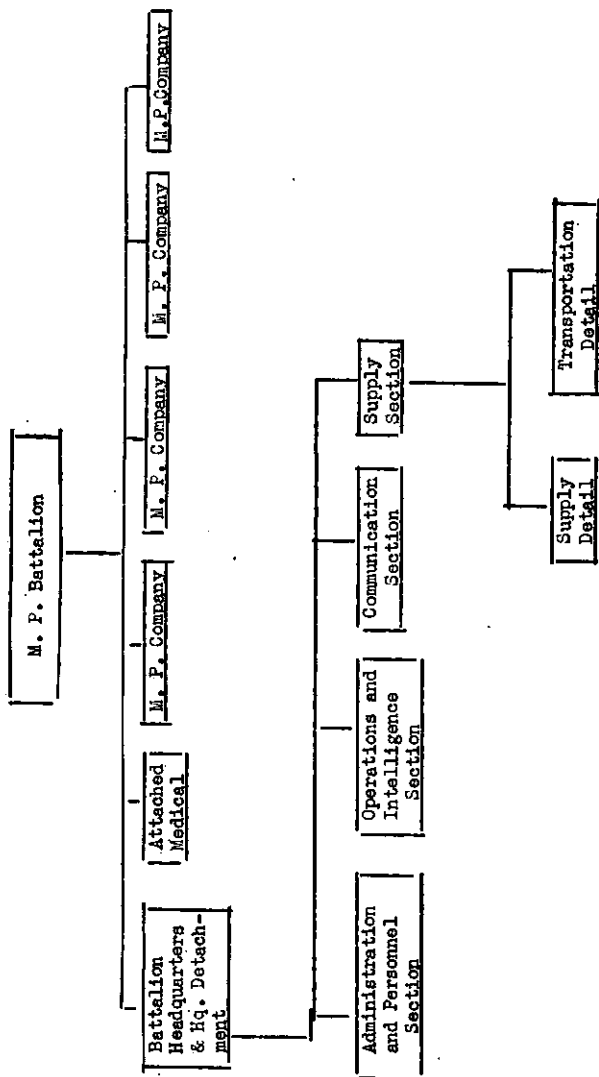 M. P. Battalion
Battalion
Headquarters
& Hq. Detach-
ment
Attached
Medical
M. P. Company
M. P. Company
M. P. Company
M.P.Company
Administration
and Personnel
Section
Operations and
Intelligence
Section
Communication
Section
Supply
Section
Supply
Detail
Transportation
Detail